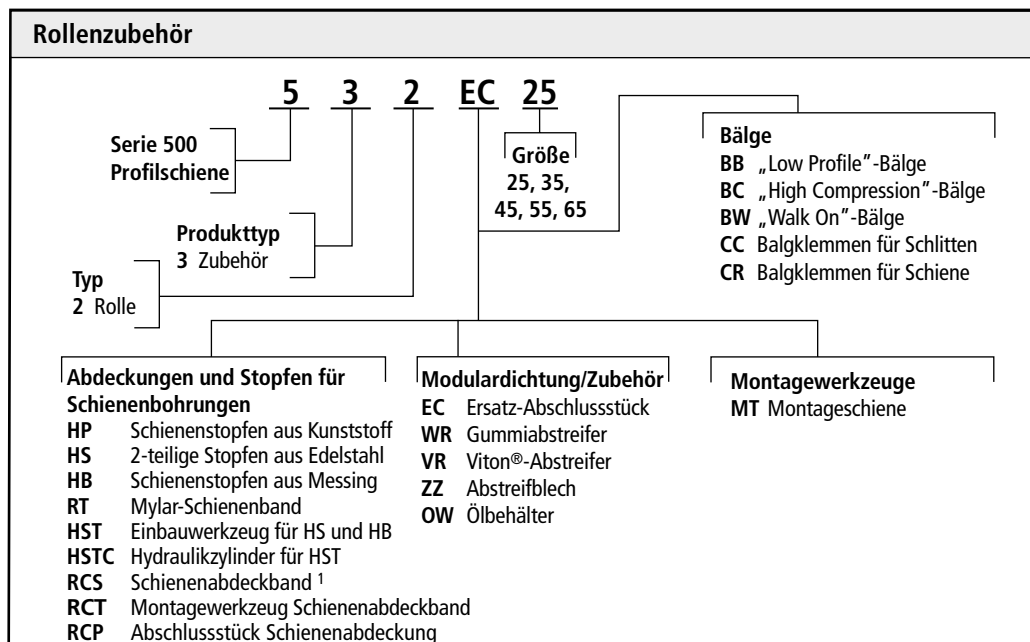 Rollenzubehör
5 3 2 EC 25
Serie 500
Profilschiene
Größe
25, 35,
45, 55, 65
Produkttyp
3 Zubehör
Typ
2 Rolle
Bälge
BB „Low Profile"-Bälge
BC „High Compression"-Bälge
BW „Walk On"-Bälge
CC Balgklemmen für Schlitten
CR Balgklemmen für Schiene
Abdeckungen und Stopfen für
Schienenbohrungen
HP Schienenstopfen aus Kunststoff
HS 2-teilige Stopfen aus Edelstahl
HB Schienenstopfen aus Messing
RT Mylar-Schienenband
HST Einbauwerkzeug für HS und HB
HSTC Hydraulikzylinder für HST
RCS Schienenabdeckband ¹
RCT Montagewerkzeug Schienenabdeckband
RCP Abschlussstück Schienenabdeckung
Modulardichtung/Zubehör
EC Ersatz-Abschlussstück
WR Gummiabstreifer
VR Viton®-Abstreifer
ZZ Abstreifblech
OW Ölbehälter
Montagewerkzeuge
MT Montageschiene